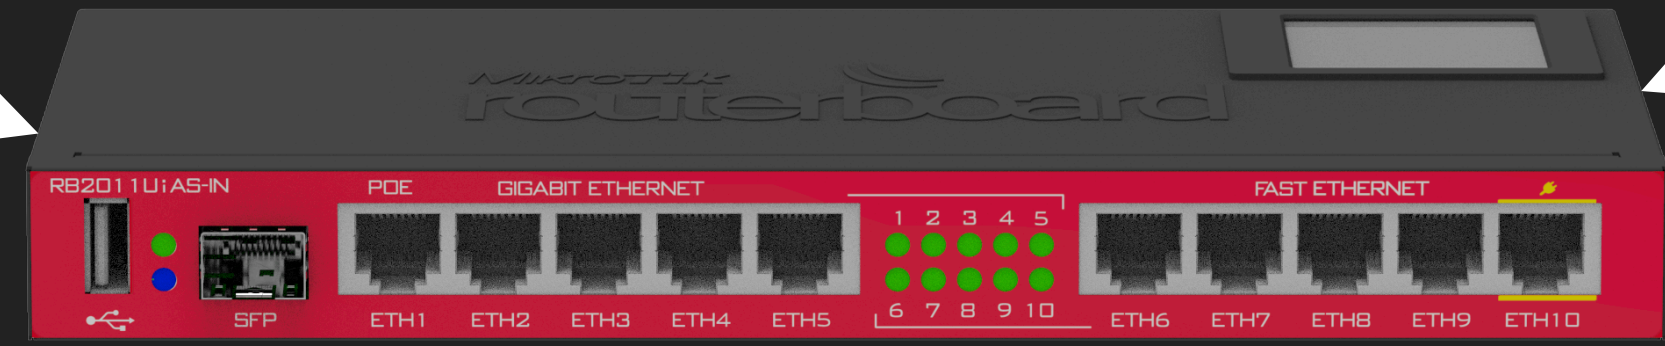 MikroTik
routerboard
RB2011UiAS-IN
POE
GIGABIT ETHERNET
FAST ETHERNET
1 2 3 4 5
6 7 8 9 10
SFP
ETH1
ETH2
ETH3
ETH4
ETH5
ETH6
ETH7
ETH8
ETH9
ETH10